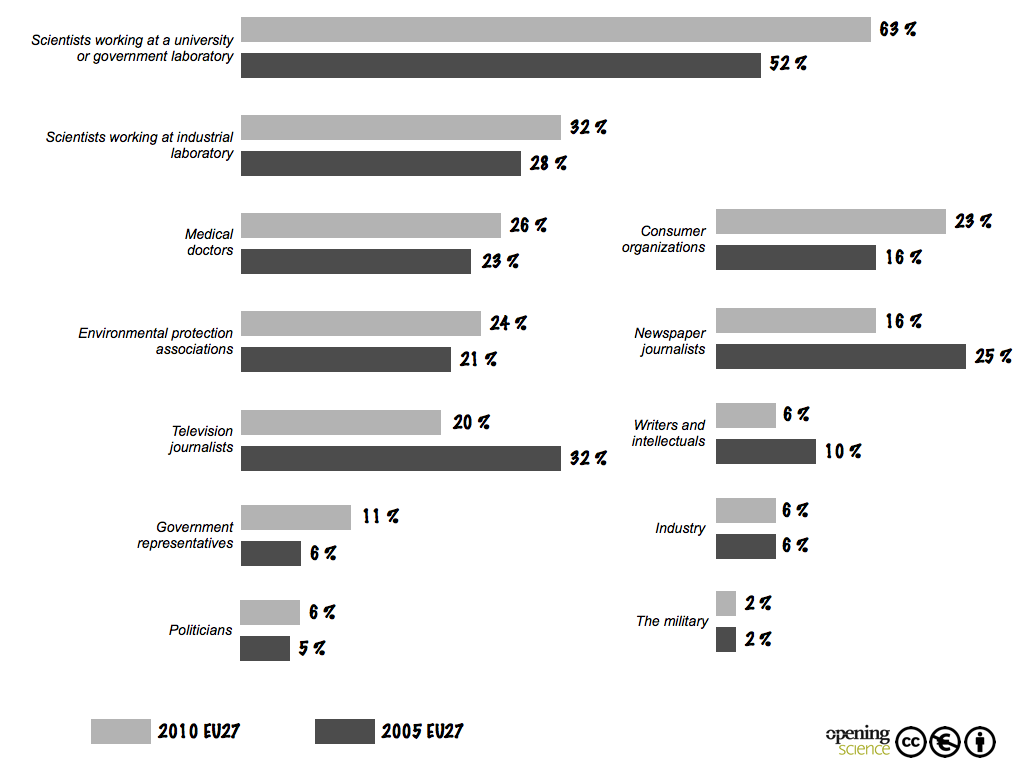 63 %
Scientists working at a university
or government laboratory
52 %
32 %
Scientists working at industrial
laboratory
28 %
26 %
Medical
doctors
23 %
23 %
Consumer
organizations
16 %
24 %
Environmental protection
associations
21 %
16 %
Newspaper
journalists
25 %
20 %
Television
journalists
32 %
6 %
Writers and
intellectuals
10 %
11 %
Government
representatives
6 %
6 %
Industry
6 %
6 %
Politicians
5 %
2 %
The military
2 %
2010 EU27
2005 EU27
opening
science
cc